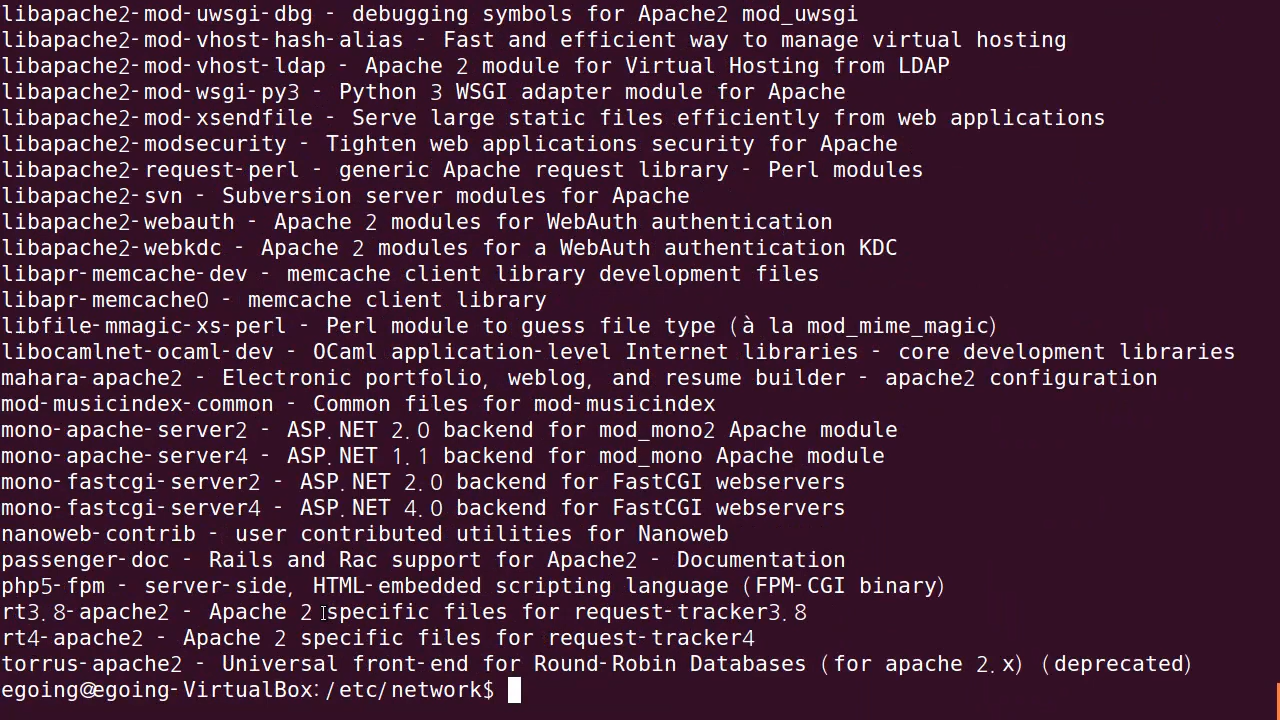 libapache2-mod-uwsgi-dbg - debugging symbols for Apache2 mod_uwsgi
libapache2-mod-vhost-hash-alias - Fast and efficient way to manage virtual hosting
libapache2-mod-vhost-ldap - Apache 2 module for Virtual Hosting from LDAP
libapache2-mod-wsgi-py3 - Python 3 WSGI adapter module for Apache
libapache2-mod-xsendfile - Serve large static files efficiently from web applications
libapache2-modsecurity - Tighten web applications security for Apache
libapache2-request-perl - generic Apache request library - Perl modules
libapache2-svn - Subversion server modules for Apache
libapache2-webauth - Apache 2 modules for WebAuth authentication
libapache2-webkdc - Apache 2 modules for a WebAuth authentication KDC
libapr-memcache-dev - memcache client library development files
libapr-memcache0 - memcache client library
libfile-mmagic-xs-perl - Perl module to guess file type (à la mod_mime_magic)
libocamlnet-ocaml-dev - OCaml application-level Internet libraries - core development libraries
mahara-apache2 - Electronic portfolio, weblog, and resume builder - apache2 configuration
mod-musicindex-common - Common files for mod-musicindex
mono-apache-server2 - ASP.NET 2.0 backend for mod_mono2 Apache module
mono-apache-server4 - ASP.NET 1.1 backend for mod_mono Apache module
mono-fastcgi-server2 - ASP.NET 2.0 backend for FastCGI webservers
mono-fastcgi-server4 - ASP.NET 4.0 backend for FastCGI webservers
nanoweb-contrib - user contributed utilities for Nanoweb
passenger-doc - Rails and Rac support for Apache2 - Documentation
php5-fpm - server-side, HTML-embedded scripting language (FPM-CGI binary)
rt3.8-apache2 - Apache 2 specific files for request-tracker3.8
rt4-apache2 - Apache 2 specific files for request-tracker4
torrus-apache2 - Universal front-end for Round-Robin Databases (for apache 2.x) (deprecated)
egoing@egoing-VirtualBox:/etc/network$